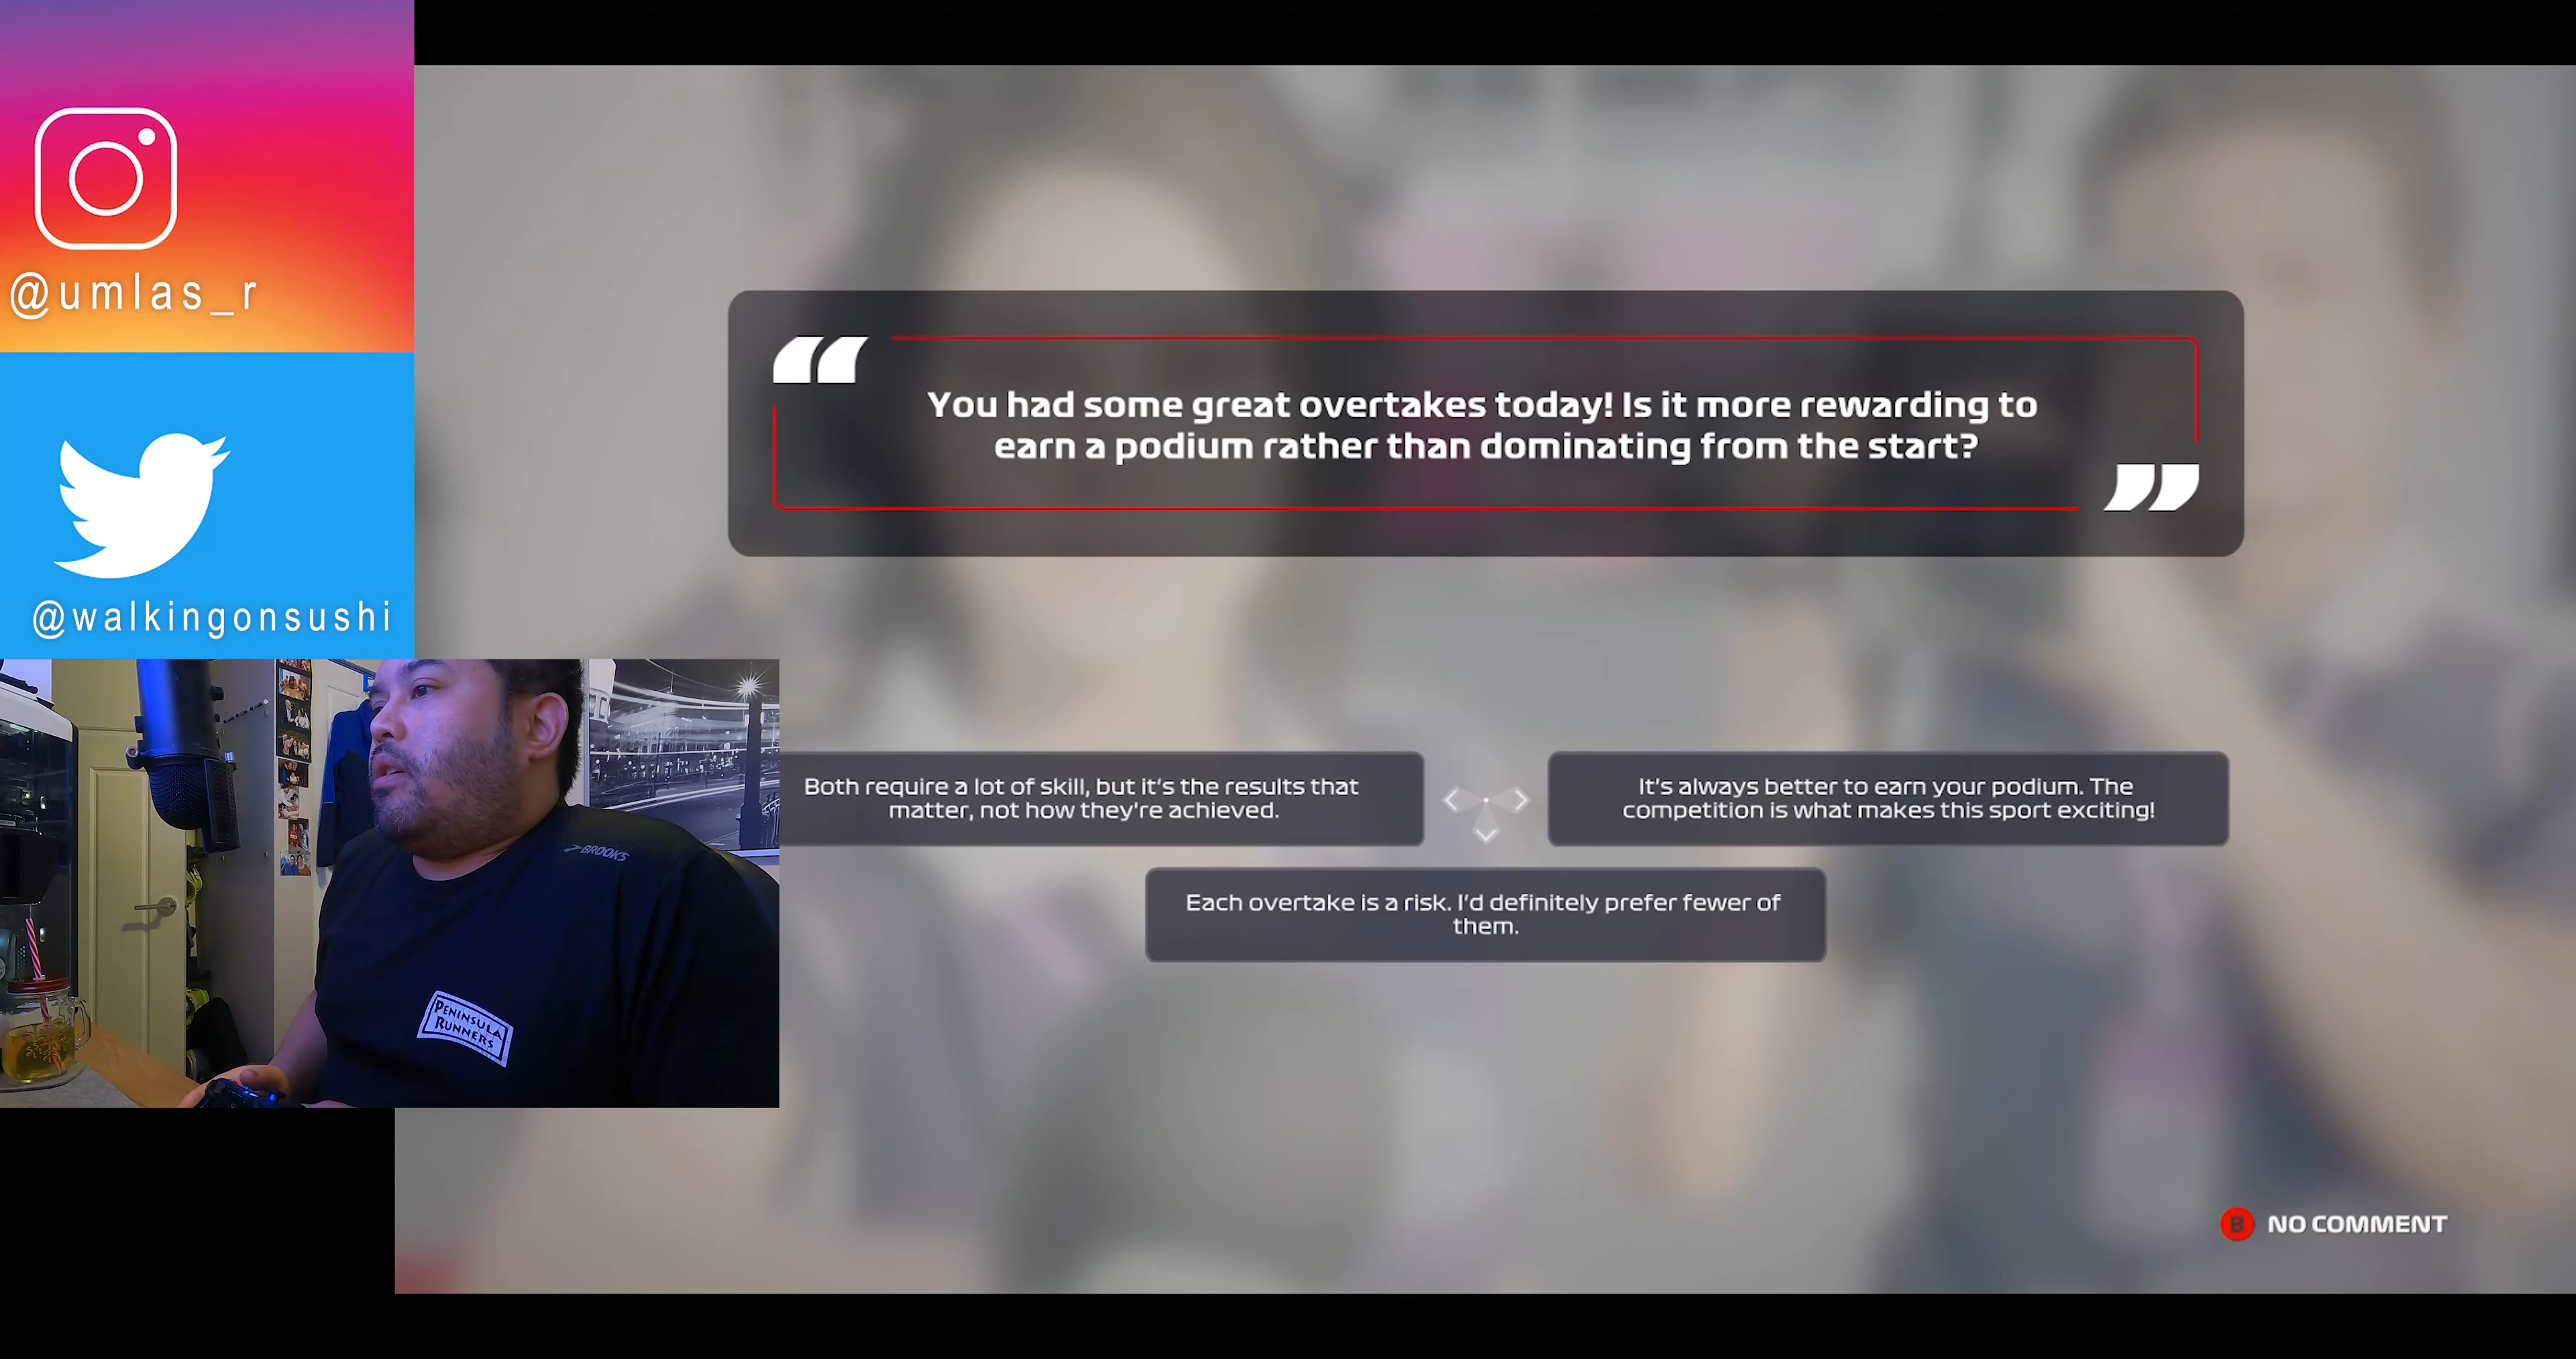 @umlas_r
@walkingonsushi
“
You had some great overtakes today! Is it more rewarding to
earn a podium rather than dominating from the start?
”
Both require a lot of skill, but it's the results that
matter, not how they're achieved.
It's always better to earn your podium. The
competition is what makes this sport exciting!
Each overtake is a risk. I'd definitely prefer fewer of
them.
BROOKS
PENINSULA
RUNNERS
B NO COMMENT